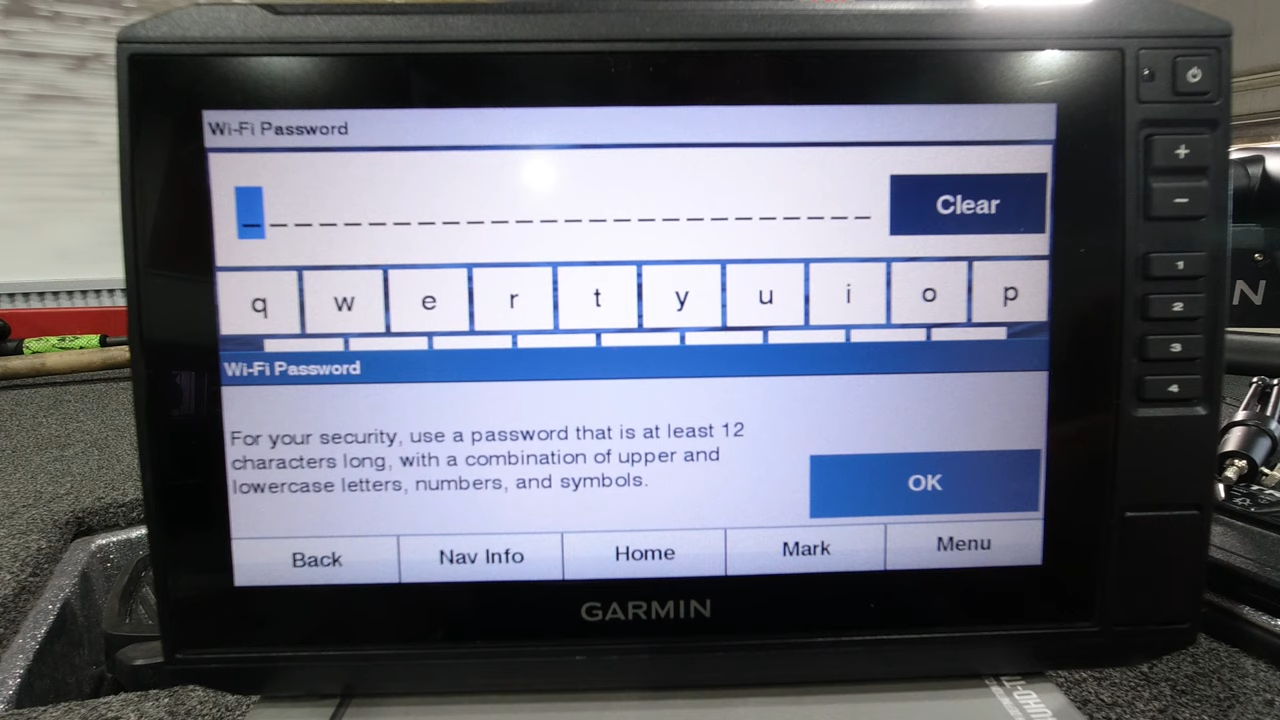 Wi-Fi Password
Clear
q w e r t y u i o p
Wi-Fi Password
For your security, use a password that is at least 12
characters long, with a combination of upper and
lowercase letters, numbers, and symbols.
OK
Back Nav Info Home Mark Menu
GARMIN
+
-
1
2
3
4
N